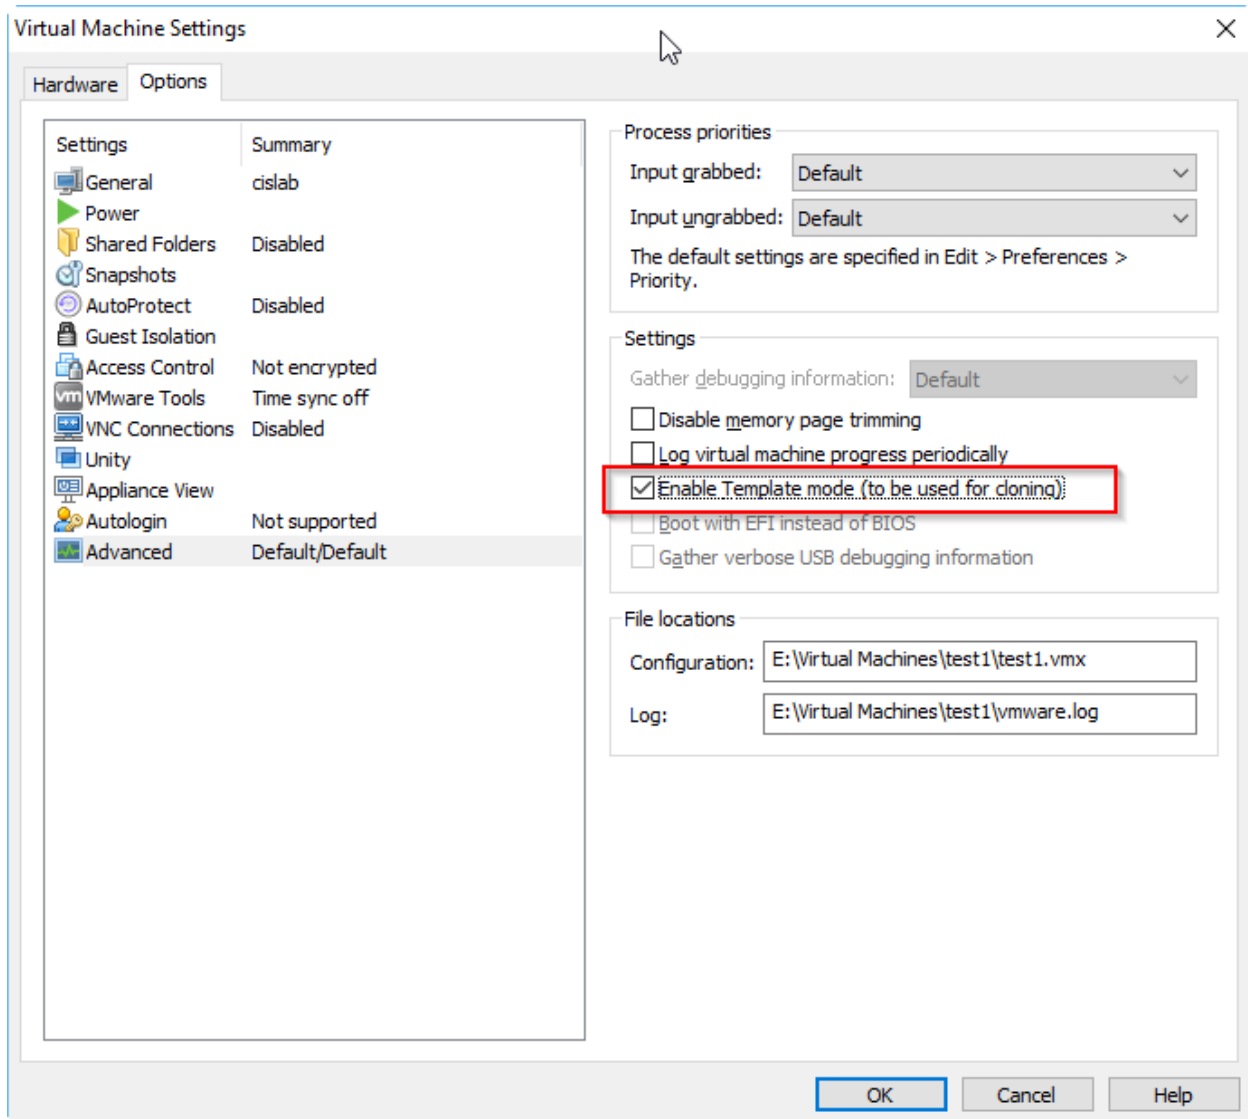 Virtual Machine Settings
Hardware Options
Settings Summary
General cislab
Power
Shared Folders Disabled
Snapshots
AutoProtect Disabled
Guest Isolation
Access Control Not encrypted
VMware Tools Time sync off
VNC Connections Disabled
Unity
Appliance View
Autologin Not supported
Advanced Default/Default
Process priorities
Input grabbed: Default
Input ungrabbed: Default
The default settings are specified in Edit > Preferences >
Priority.
Settings
Gather debugging information: Default
Disable memory page trimming
Log virtual machine progress periodically
Enable Template mode (to be used for cloning)
Boot with EFI instead of BIOS
Gather verbose USB debugging information
File locations
Configuration: E:\Virtual Machines\test1\test1.vmx
Log: E:\Virtual Machines\test1\vmware.log
OK Cancel Help